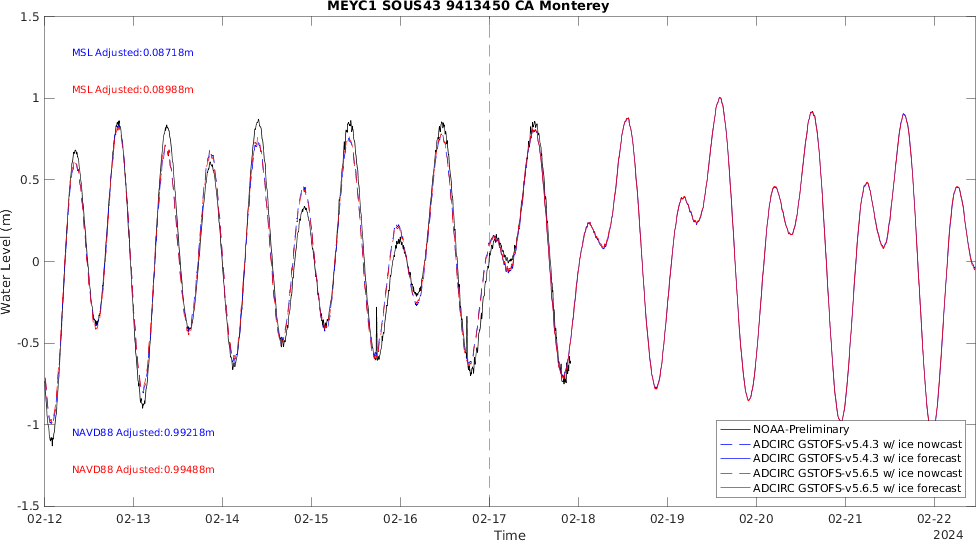 MEYC1 SOUS43 9413450 CA Monterey
1.5
1
0.5
0
-0.5
-1
-1.5
Water Level (m)
MSL Adjusted:0.08718m
MSL Adjusted:0.08988m
NAVD88 Adjusted:0.99218m
NAVD88 Adjusted:0.99488m
NOAA-Preliminary
ADCIRC GSTOFS-v5.4.3 w/ ice nowcast
ADCIRC GSTOFS-v5.4.3 w/ ice forecast
ADCIRC GSTOFS-v5.6.5 w/ ice nowcast
ADCIRC GSTOFS-v5.6.5 w/ ice forecast
02-12 02-13 02-14 02-15 02-16 02-17 02-18 02-19 02-20 02-21 02-22
Time
2024